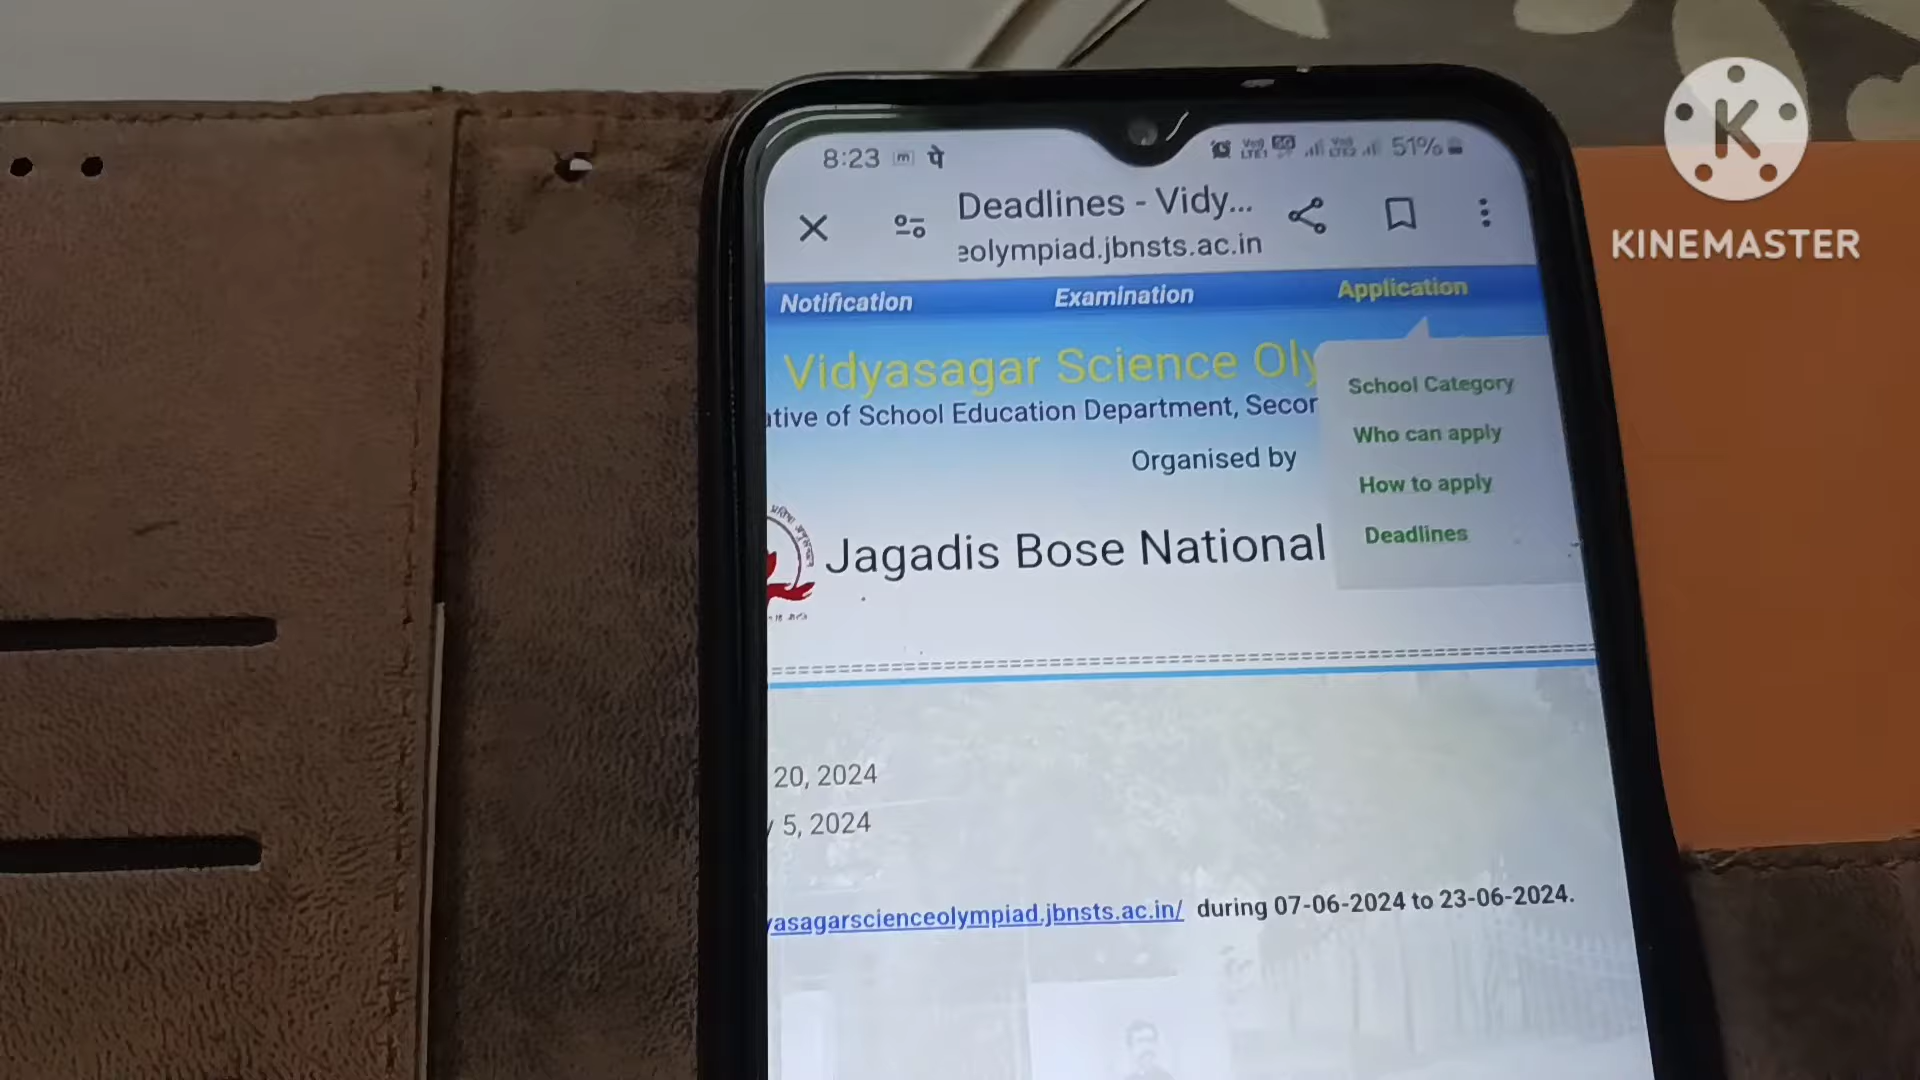 8:23 m पे 51%
Deadlines - Vidy...
eolympiad.jbnsts.ac.in
Notification Examination Application
Vidyasagar Science Oly
ative of School Education Department, Secor
Organised by
Jagadis Bose National
School Category
Who can apply
How to apply
Deadlines
20, 2024
5, 2024
yasagarscienceolympiad.jbnsts.ac.in/ during 07-06-2024 to 23-06-2024.
K
KINEMASTER